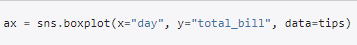 ax = sns.boxplot(x="day", y="total_bill", data=tips)